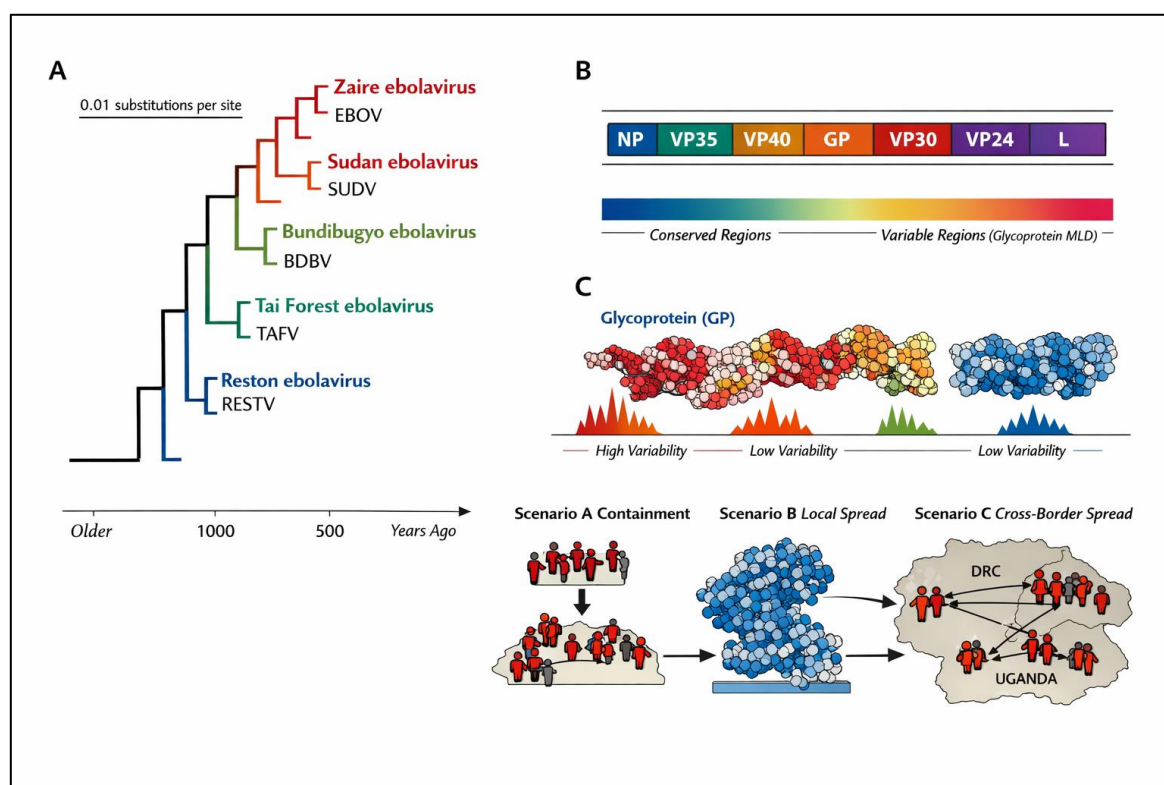 A
0.01 substitutions per site
Zaire ebolavirus
EBOV
Sudan ebolavirus
SUDV
Bundibugyo ebolavirus
BDBV
Tai Forest ebolavirus
TAFV
Reston ebolavirus
RESTV
Older 1000 500 Years Ago
B
NP VP35 VP40 GP VP30 VP24 L
Conserved Regions Variable Regions (Glycoprotein MLD)
C
Glycoprotein (GP)
High Variability Low Variability Low Variability
Scenario A Containment Scenario B Local Spread Scenario C Cross-Border Spread
DRC
UGANDA